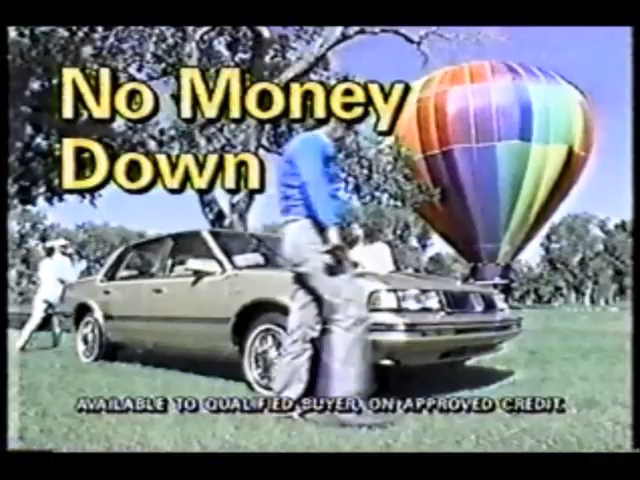 No Money
Down
AVAILABLE TO QUALIFIED BUYER, ON APPROVED CREDIT.